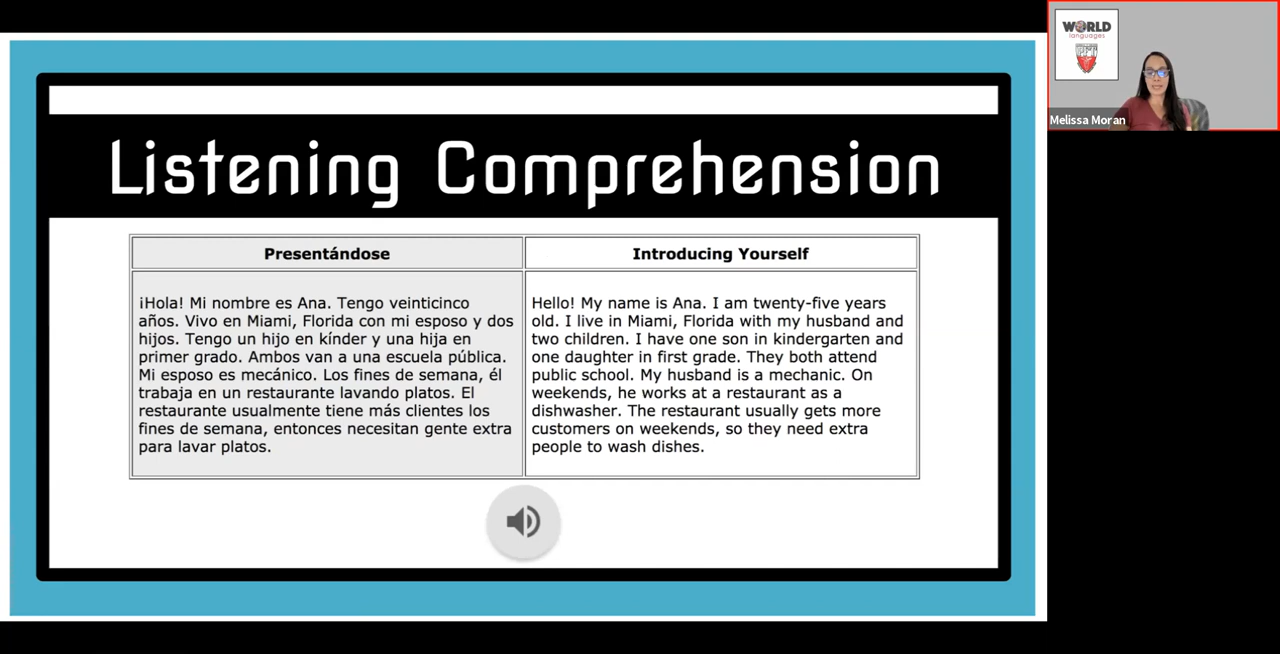 Listening Comprehension
Presentándose
¡Hola! Mi nombre es Ana. Tengo veinticinco
años. Vivo en Miami, Florida con mi esposo y dos
hijos. Tengo un hijo en kínder y una hija en
primer grado. Ambos van a una escuela pública.
Mi esposo es mecánico. Los fines de semana, él
trabaja en un restaurante lavando platos. El
restaurante usualmente tiene más clientes los
fines de semana, entonces necesitan gente extra
para lavar platos.
Introducing Yourself
Hello! My name is Ana. I am twenty-five years
old. I live in Miami, Florida with my husband and
two children. I have one son in kindergarten and
one daughter in first grade. They both attend
public school. My husband is a mechanic. On
weekends, he works at a restaurant as a
dishwasher. The restaurant usually gets more
customers on weekends, so they need extra
people to wash dishes.
WORLD
languages
Melissa Moran